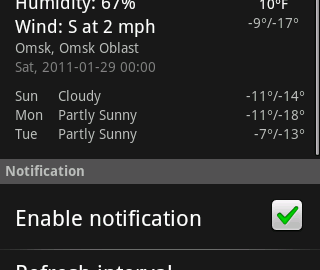 Humidity: 67%
10°F
Wind: S at 2 mph
-9°/-17°
Omsk, Omsk Oblast
Sat, 2011-01-29 00:00
Sun Cloudy -11°/-14°
Mon Partly Sunny -11°/-18°
Tue Partly Sunny -7°/-13°
Notification
Enable notification
Refresh interval